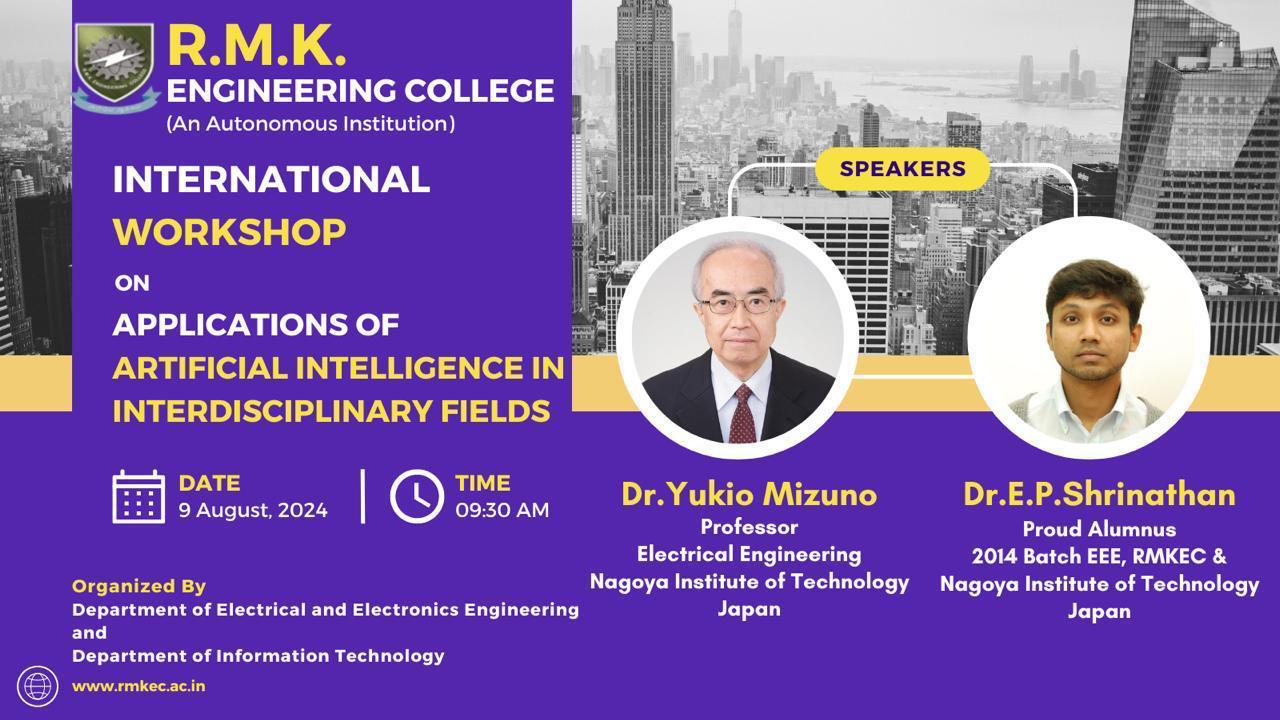 R.M.K.
ENGINEERING COLLEGE
(An Autonomous Institution)
INTERNATIONAL
WORKSHOP
ON
APPLICATIONS OF
ARTIFICIAL INTELLIGENCE IN
INTERDISCIPLINARY FIELDS
DATE
9 August, 2024
TIME
09:30 AM
Organized By
Department of Electrical and Electronics Engineering
and
Department of Information Technology
www.rmkec.ac.in
SPEAKERS
Dr.Yukio Mizuno
Professor
Electrical Engineering
Nagoya Institute of Technology
Japan
Dr.E.P.Shrinathan
Proud Alumnus
2014 Batch EEE, RMKEC &
Nagoya Institute of Technology
Japan